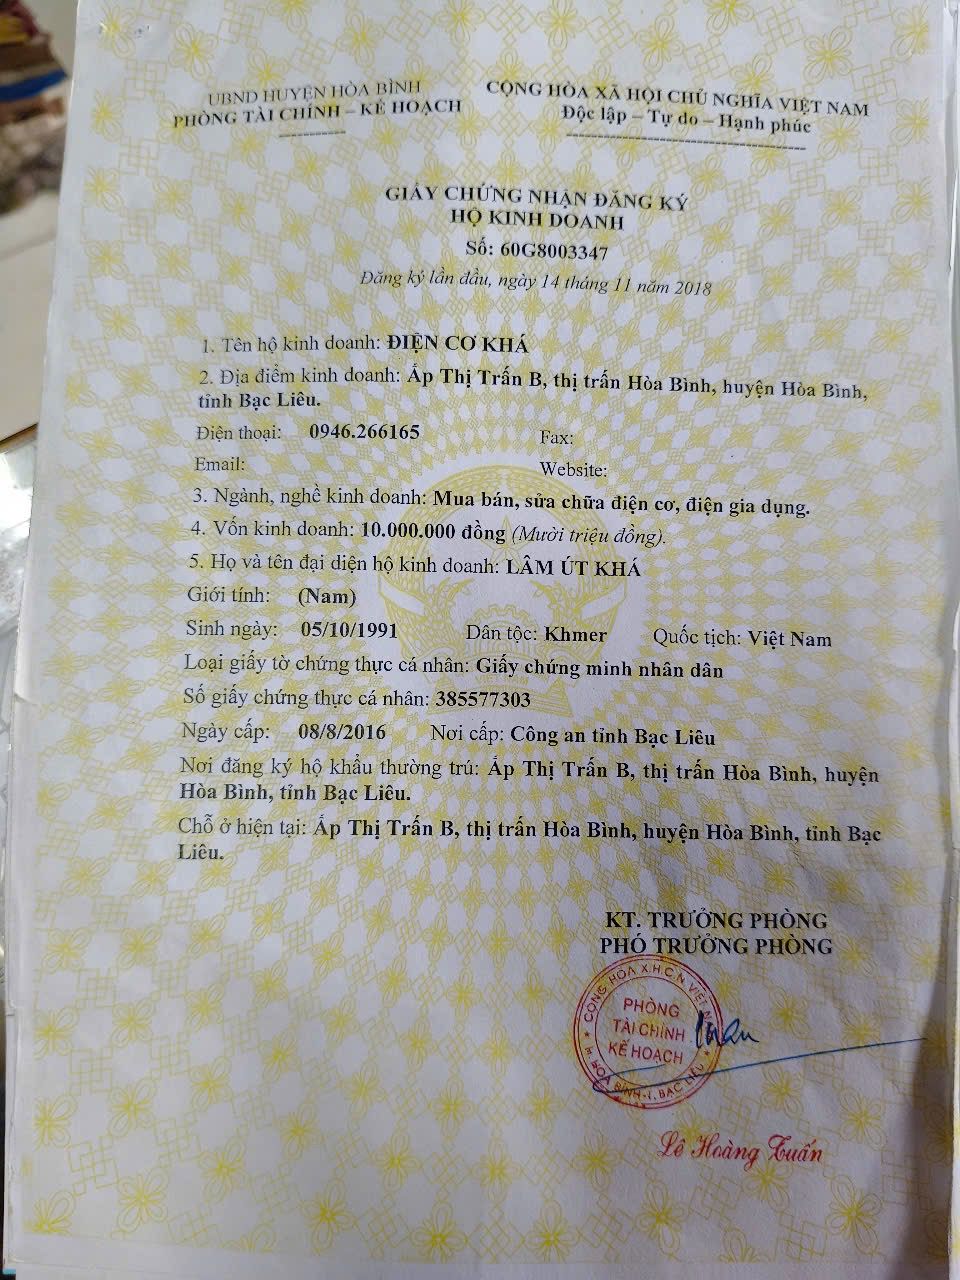 UBND HUYỆN HÒA BÌNH
PHÒNG TÀI CHÍNH – KẾ HOẠCH
CỘNG HÒA XÃ HỘI CHỦ NGHĨA VIỆT NAM
Độc lập – Tự do – Hạnh phúc
GIẤY CHỨNG NHẬN ĐĂNG KÝ
HỘ KINH DOANH
Số: 60G8003347
Đăng ký lần đầu, ngày 14 tháng 11 năm 2018
1. Tên hộ kinh doanh: ĐIỆN CƠ KHÁ
2. Địa điểm kinh doanh: Ấp Thị Trấn B, thị trấn Hòa Bình, huyện Hòa Bình,
tỉnh Bạc Liêu.
Điện thoại: 0946.266165 Fax:
Email: Website:
3. Ngành, nghề kinh doanh: Mua bán, sửa chữa điện cơ, điện gia dụng.
4. Vốn kinh doanh: 10.000.000 đồng (Mười triệu đồng).
5. Họ và tên đại diện hộ kinh doanh: LÂM ÚT KHÁ
Giới tính: (Nam)
Sinh ngày: 05/10/1991 Dân tộc: Khmer Quốc tịch: Việt Nam
Loại giấy tờ chứng thực cá nhân: Giấy chứng minh nhân dân
Số giấy chứng thực cá nhân: 385577303
Ngày cấp: 08/8/2016 Nơi cấp: Công an tỉnh Bạc Liêu
Nơi đăng ký hộ khẩu thường trú: Ấp Thị Trấn B, thị trấn Hòa Bình, huyện
Hòa Bình, tỉnh Bạc Liêu.
Chỗ ở hiện tại: Ấp Thị Trấn B, thị trấn Hòa Bình, huyện Hòa Bình, tỉnh Bạc
Liêu.
KT. TRƯỞNG PHÒNG
PHÓ TRƯỞNG PHÒNG
CỘNG HÒA X.H.C.N VIỆT N
PHÒNG
TÀI CHÍNH
KẾ HOẠCH
H. HÒA BÌNH-T. BẠC LIÊU
Lê Hoàng Tuấn